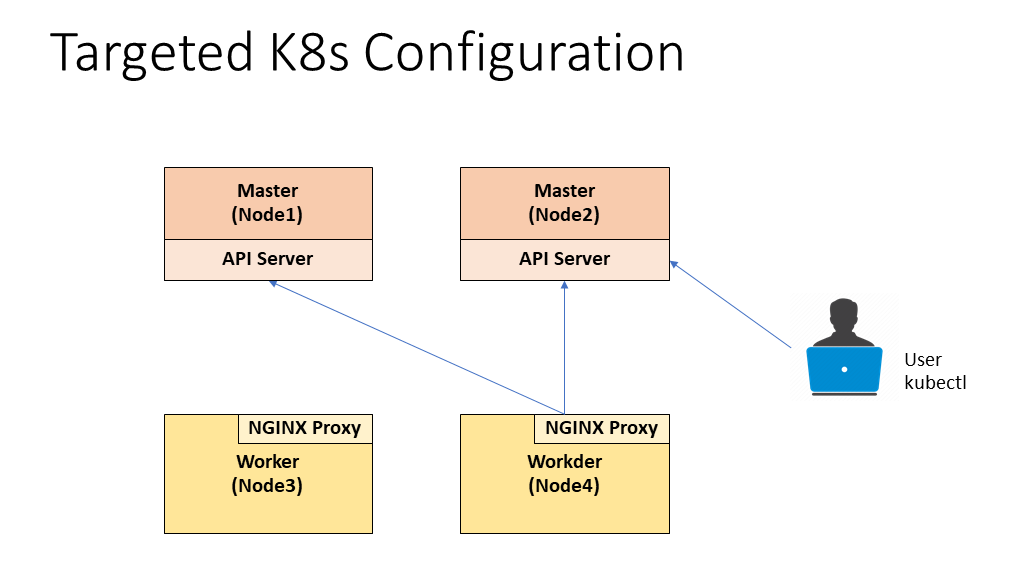 Targeted K8s Configuration
Master
(Node1)
API Server
Master
(Node2)
API Server
User
kubectl
NGINX Proxy
Worker
(Node3)
NGINX Proxy
Workder
(Node4)